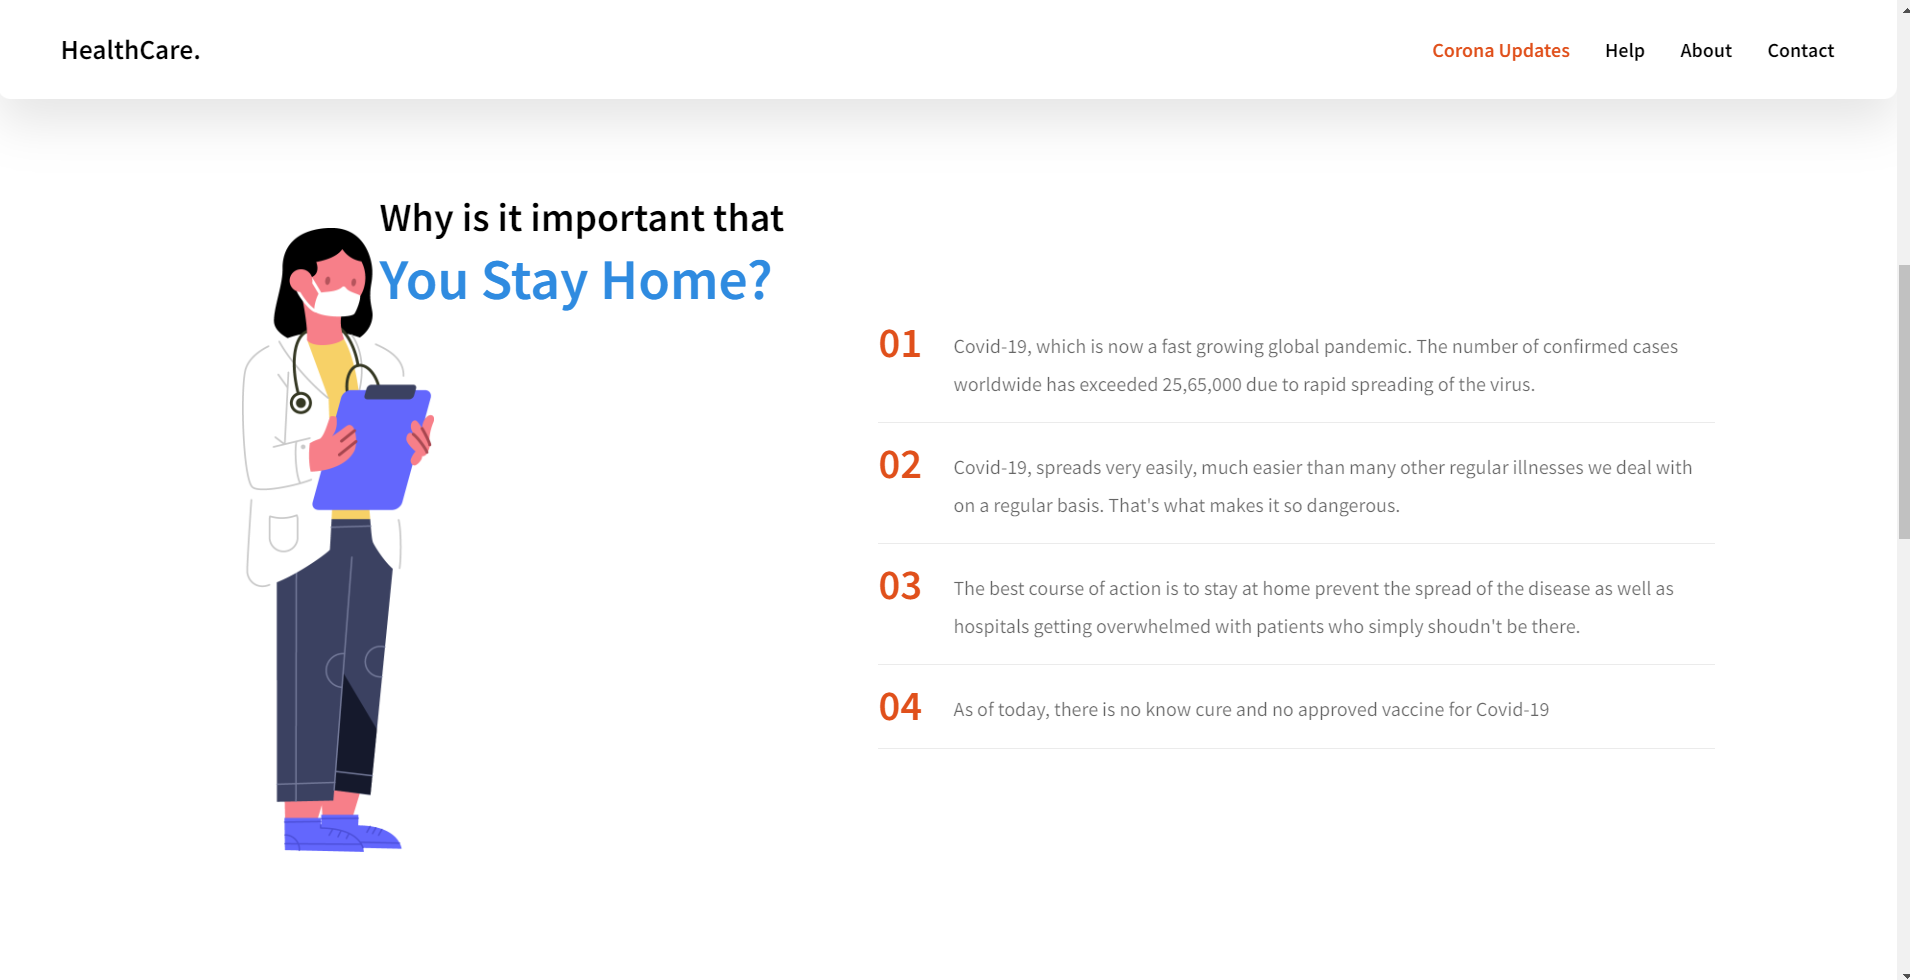 HealthCare.
Corona Updates Help About Contact
Why is it important that
You Stay Home?
01 Covid-19, which is now a fast growing global pandemic. The number of confirmed cases
worldwide has exceeded 25,65,000 due to rapid spreading of the virus.
02 Covid-19, spreads very easily, much easier than many other regular illnesses we deal with
on a regular basis. That's what makes it so dangerous.
03 The best course of action is to stay at home prevent the spread of the disease as well as
hospitals getting overwhelmed with patients who simply shoudn't be there.
04 As of today, there is no know cure and no approved vaccine for Covid-19